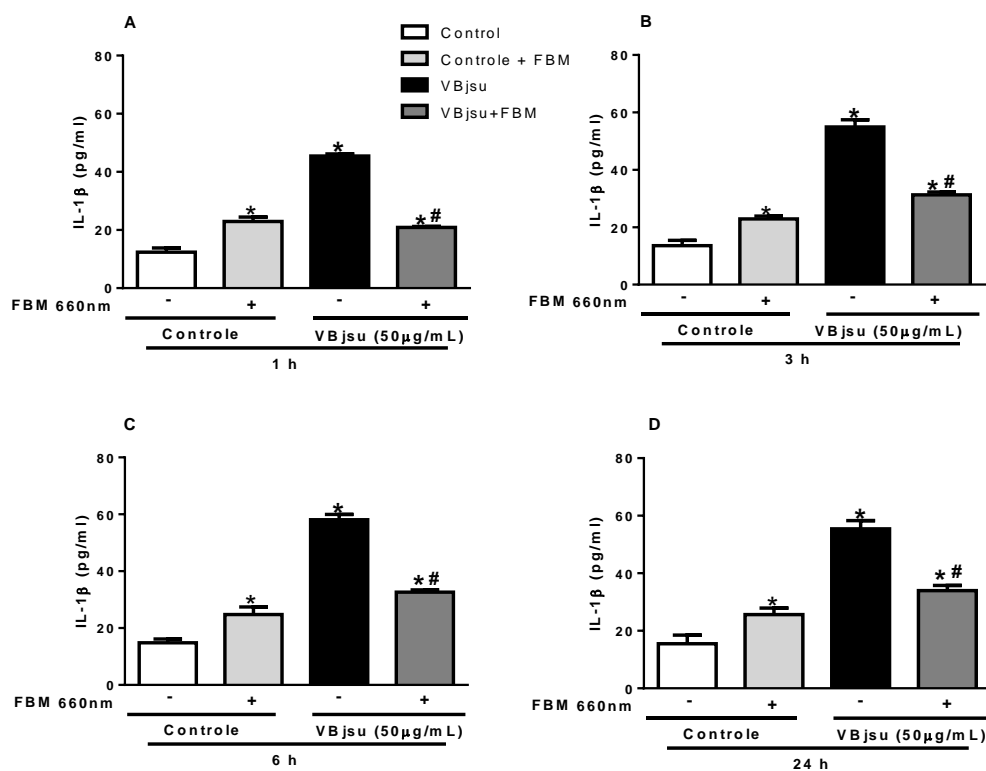 A
Control
Controle + FBM
VBjsu
VBjsu+FBM
80
60
40
20
0
IL-1β (pg/ml)
*
*
*#
FBM 660nm - + - +
Controle VBjsu (50μg/mL)
1 h
B
80
60
40
20
0
IL-1β (pg/ml)
*
*
*#
FBM 660nm - + - +
Controle VBjsu (50μg/mL)
3 h
C
80
60
40
20
0
IL-1β (pg/ml)
*
*
*#
FBM 660nm - + - +
Controle VBjsu (50μg/mL)
6 h
D
80
60
40
20
0
IL-1β (pg/ml)
*
*
*#
FBM 660nm - + - +
Controle VBjsu (50μg/mL)
24 h